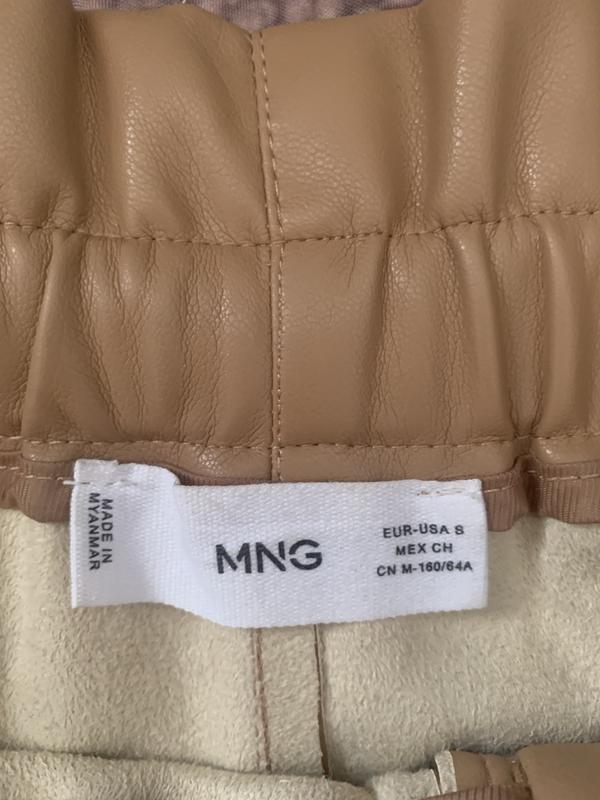 MADE IN
MYANMAR
MNG
EUR-USA S
MEX CH
CN M-160/64A